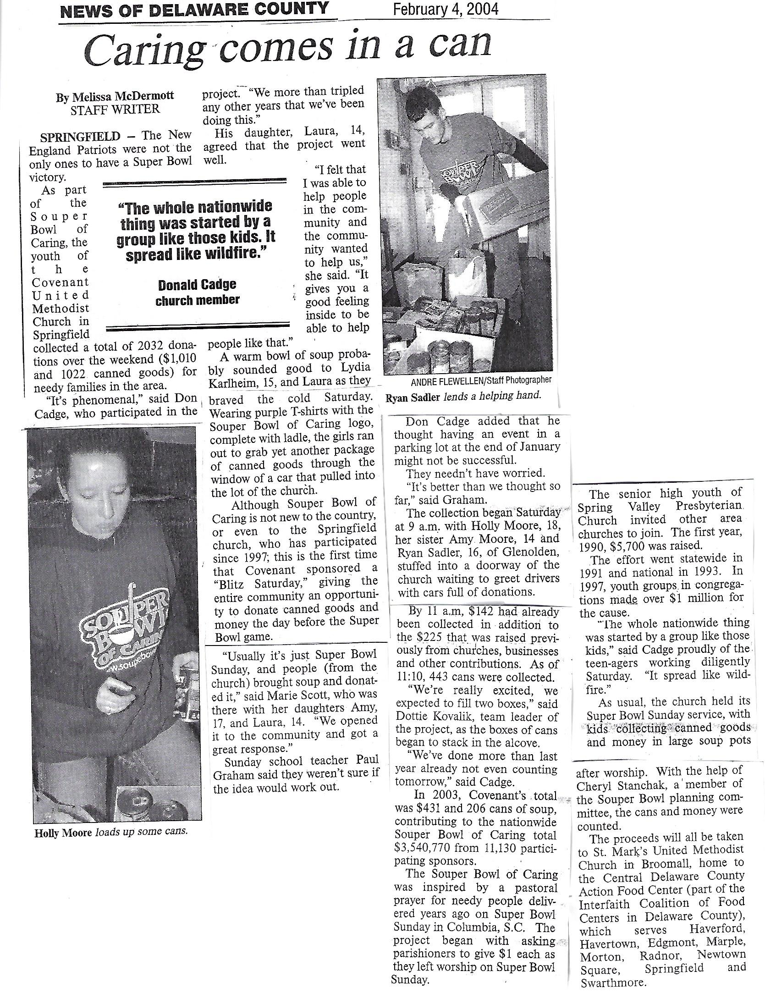 NEWS OF DELAWARE COUNTY
February 4, 2004
Caring comes in a can
By Melissa McDermott
STAFF WRITER
SPRINGFIELD – The New
England Patriots were not the
only ones to have a Super Bowl
victory.
As part
of the
Souper
Bowl of
Caring, the
youth of
the
Covenant
United
Methodist
Church in
Springfield
collected a total of 2032 dona-
tions over the weekend ($1,010
and 1022 canned goods) for
needy families in the area.
"It's phenomenal," said Don
Cadge, who participated in the
"The whole nationwide
thing was started by a
group like those kids. It
spread like wildfire."
Donald Cadge
church member
project. "We more than tripled
any other years that we've been
doing this."
His daughter, Laura, 14,
agreed that the project went
well.
"I felt that
I was able to
help people
in the com-
munity and
the commu-
nity wanted
to help us,"
she said. "It
gives you a
good feeling
inside to be
able to help
people like that."
A warm bowl of soup proba-
bly sounded good to Lydia
Karlheim, 15, and Laura as they
braved the cold Saturday.
Wearing purple T-shirts with the
Souper Bowl of Caring logo,
complete with ladle, the girls ran
out to grab yet another package
of canned goods through the
window of a car that pulled into
the lot of the church.
Although Souper Bowl of
Caring is not new to the country,
or even to the Springfield
church, who has participated
since 1997; this is the first time
that Covenant sponsored a
"Blitz Saturday," giving the
entire community an opportuni-
ty to donate canned goods and
money the day before the Super
Bowl game.
"Usually it's just Super Bowl
Sunday, and people (from the
church) brought soup and donat-
ed it," said Marie Scott, who was
there with her daughters Amy,
17, and Laura, 14. "We opened
it to the community and got a
great response."
Sunday school teacher Paul
Graham said they weren't sure if
the idea would work out.
SOUPER
BOWL
ANDRE FLEWELLEN/Staff Photographer
Ryan Sadler lends a helping hand.
SOUPER
BOWL
OF CARIN
w.souperbow
Holly Moore loads up some cans.
Don Cadge added that he
thought having an event in a
parking lot at the end of January
might not be successful.
They needn't have worried.
"It's better than we thought so
far," said Graham.
The collection began Saturday
at 9 a.m. with Holly Moore, 18,
her sister Amy Moore, 14 and
Ryan Sadler, 16, of Glenolden,
stuffed into a doorway of the
church waiting to greet drivers
with cars full of donations.
By 11 a.m, $142 had already
been collected in addition to
the $225 that was raised previ-
ously from churches, businesses
and other contributions. As of
11:10, 443 cans were collected.
"We're really excited, we
expected to fill two boxes," said
Dottie Kovalik, team leader of
the project, as the boxes of cans
began to stack in the alcove.
"We've done more than last
year already not even counting
tomorrow," said Cadge.
In 2003, Covenant's total
was $431 and 206 cans of soup,
contributing to the nationwide
Souper Bowl of Caring total
$3,540,770 from 11,130 partici-
pating sponsors.
The Souper Bowl of Caring
was inspired by a pastoral
prayer for needy people deliv-
ered years ago on Super Bowl
Sunday in Columbia, S.C. The
project began with asking
parishioners to give $1 each as
they left worship on Super Bowl
Sunday.
The senior high youth of
Spring Valley Presbyterian
Church invited other area
churches to join. The first year,
1990, $5,700 was raised.
The effort went statewide in
1991 and national in 1993. In
1997, youth groups in congrega-
tions made over $1 million for
the cause.
"The whole nationwide thing
was started by a group like those
kids," said Cadge proudly of the
teen-agers working diligently
Saturday. "It spread like wild-
fire."
As usual, the church held its
Super Bowl Sunday service, with
kids collecting canned goods
and money in large soup pots
after worship. With the help of
Cheryl Stanchak, a member of
the Souper Bowl planning com-
mittee, the cans and money were
counted.
The proceeds will all be taken
to St. Mark's United Methodist
Church in Broomall, home to
the Central Delaware County
Action Food Center (part of the
Interfaith Coalition of Food
Centers in Delaware County),
which serves Haverford,
Havertown, Edgmont, Marple,
Morton, Radnor, Newtown
Square, Springfield and
Swarthmore.